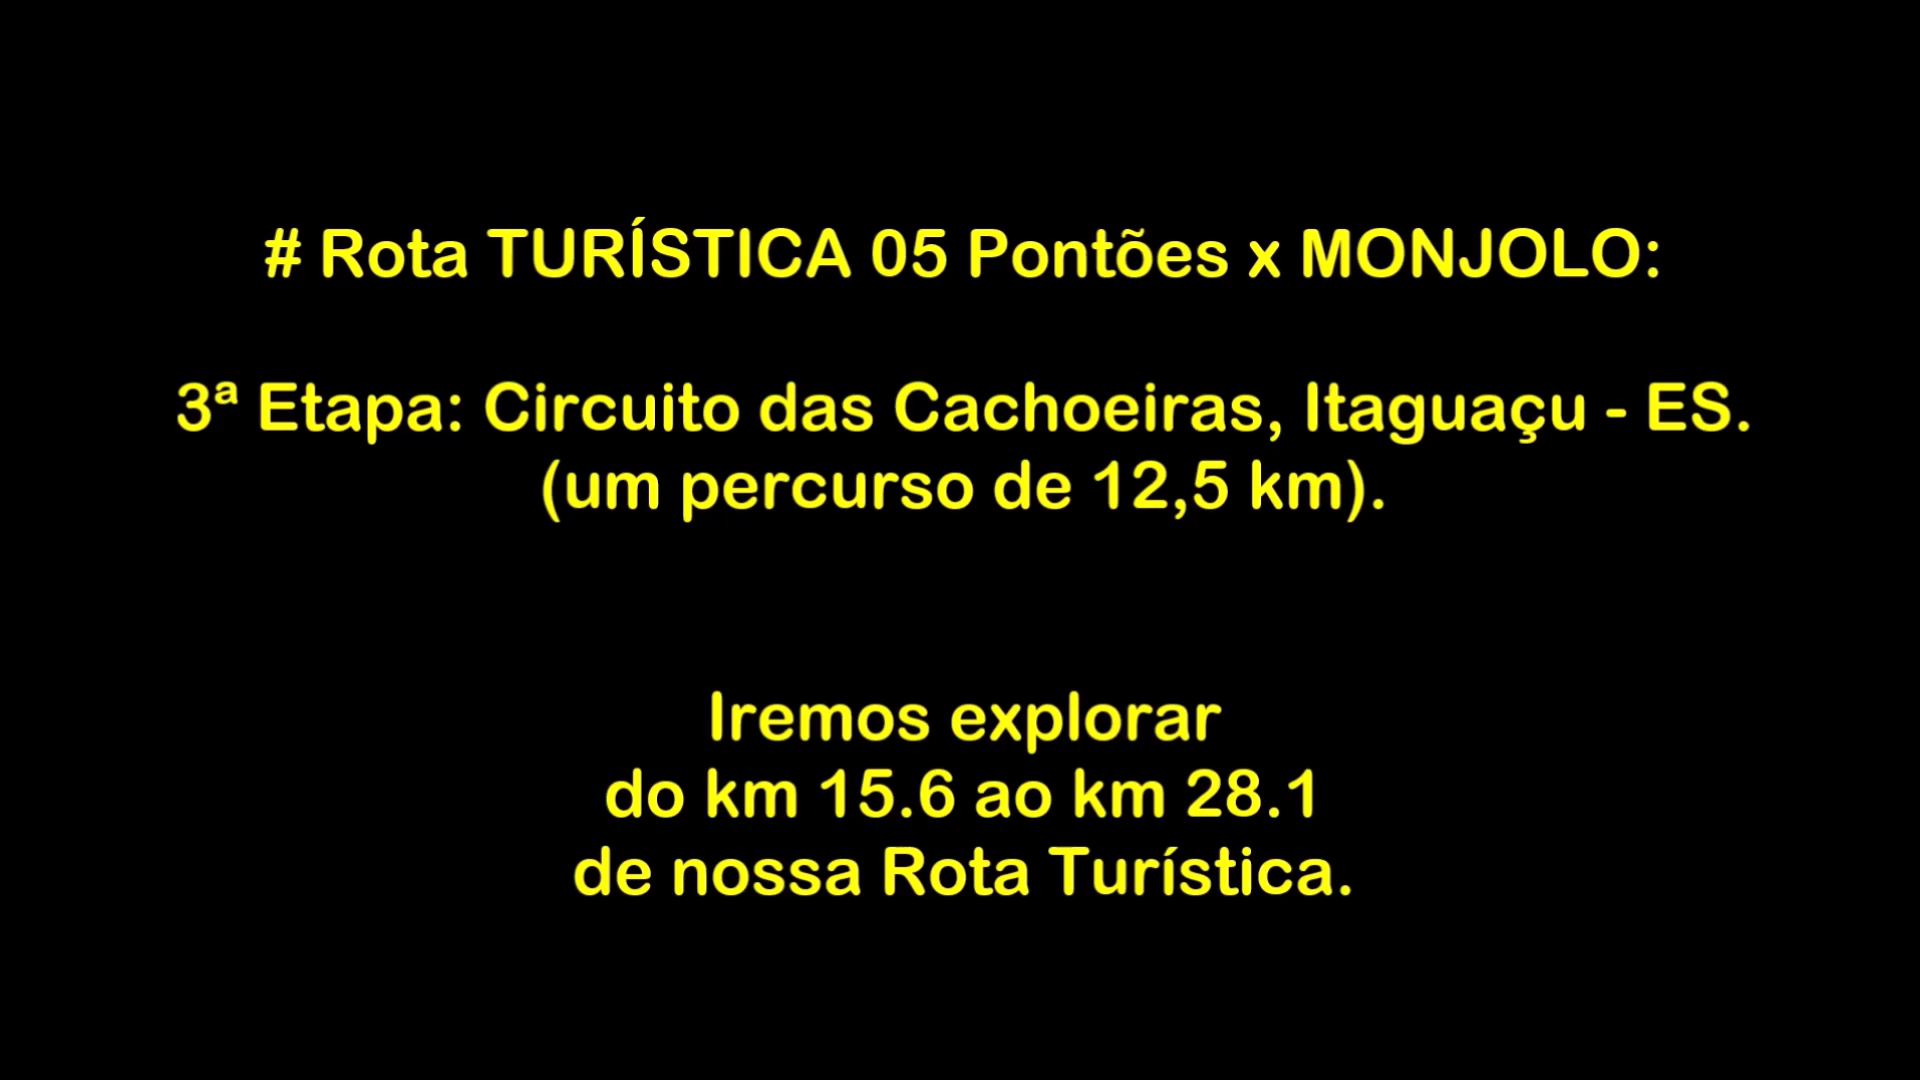 # Rota TURÍSTICA 05 Pontões x MONJOLO:
3ª Etapa: Circuito das Cachoeiras, Itaguaçu - ES.
(um percurso de 12,5 km).
Iremos explorar
do km 15.6 ao km 28.1
de nossa Rota Turística.